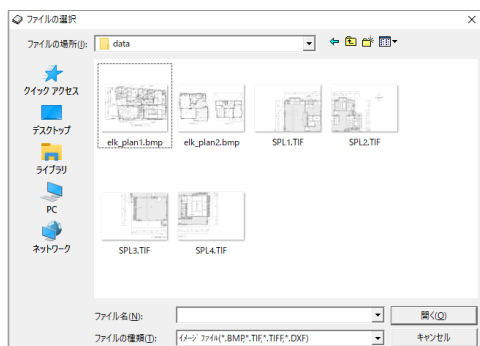 ファイルの選択
ファイルの場所(I):
data
クイック アクセス
デスクトップ
ライブラリ
PC
ネットワーク
elk_plan1.bmp
elk_plan2.bmp
SPL1.TIF
SPL2.TIF
SPL3.TIF
SPL4.TIF
ファイル名(N):
開く(O)
ファイルの種類(T):
イメージ ファイル(*.BMP,*.TIF,*.TIFF,*.DXF)
キャンセル